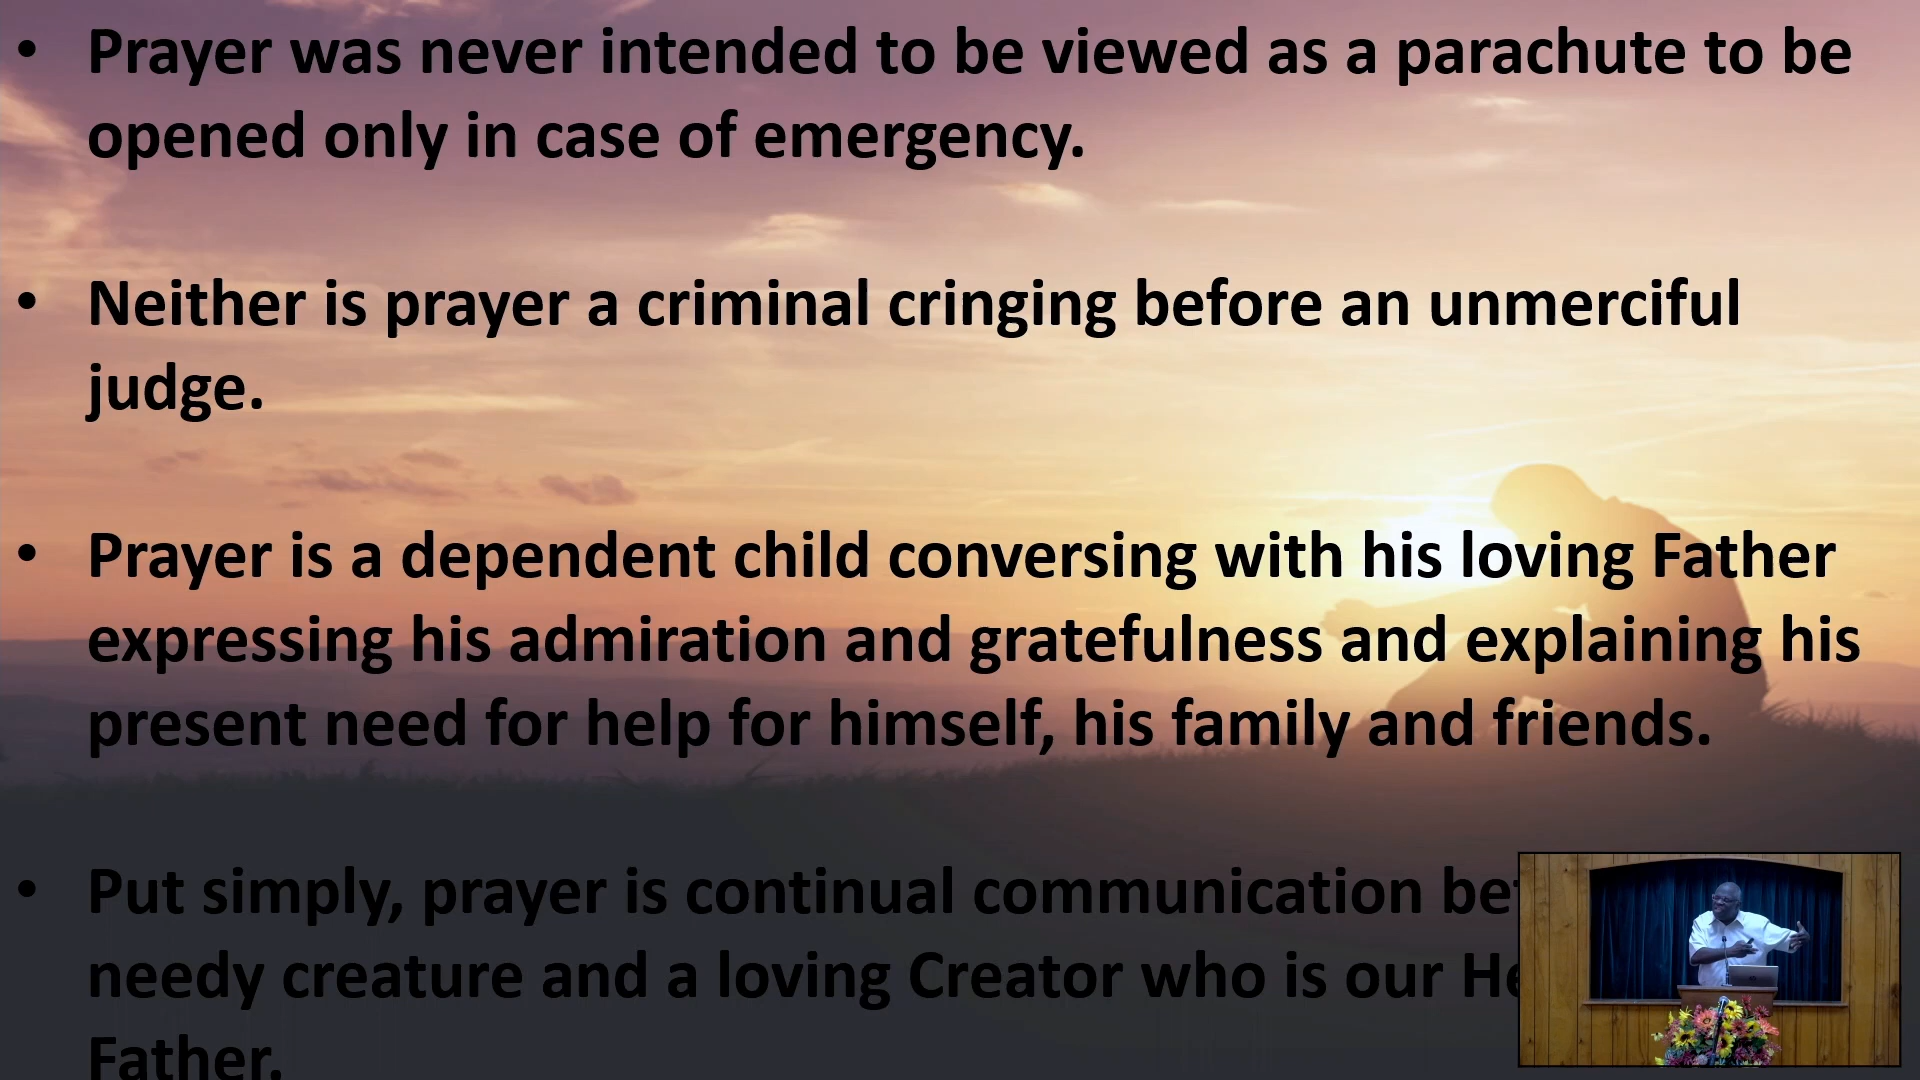 • Prayer was never intended to be viewed as a parachute to be
opened only in case of emergency.
• Neither is prayer a criminal cringing before an unmerciful
judge.
• Prayer is a dependent child conversing with his loving Father
expressing his admiration and gratefulness and explaining his
present need for help for himself, his family and friends.
• Put simply, prayer is continual communication
needy creature and a loving Creator who is our
Father.